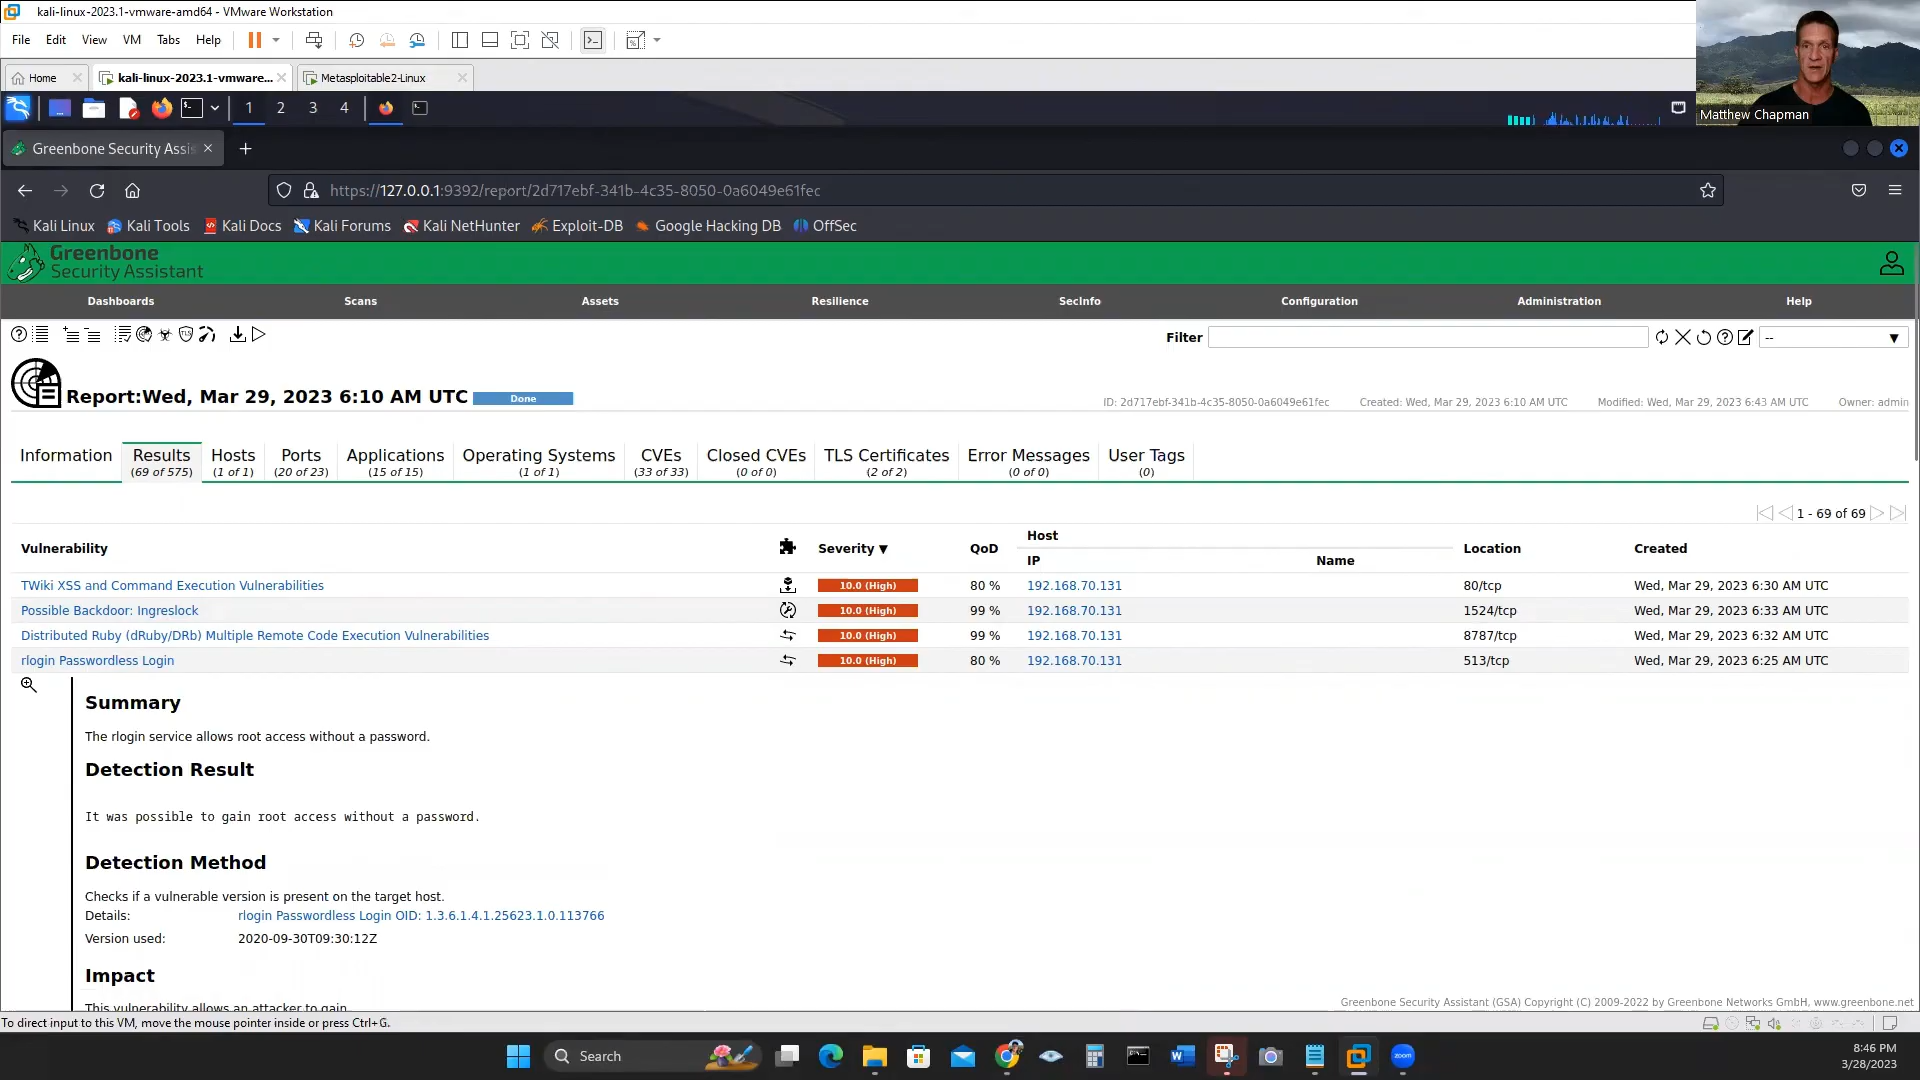 kali-linux-2023.1-vmware-amd64 - VMware Workstation
File Edit View VM Tabs Help
Home kali-linux-2023.1-vmware... Metasploitable2-Linux
1 2 3 4
Matthew Chapman
Greenbone Security Assis
https://127.0.0.1:9392/report/2d717ebf-341b-4c35-8050-0a6049e61fec
Kali Linux Kali Tools Kali Docs Kali Forums Kali NetHunter Exploit-DB Google Hacking DB OffSec
Greenbone
Security Assistant
Dashboards Scans Assets Resilience SecInfo Configuration Administration Help
Filter --
Report:Wed, Mar 29, 2023 6:10 AM UTC Done ID: 2d717ebf-341b-4c35-8050-0a6049e61fec Created: Wed, Mar 29, 2023 6:10 AM UTC Modified: Wed, Mar 29, 2023 6:43 AM UTC Owner: admin
Information Results Hosts Ports Applications Operating Systems CVEs Closed CVEs TLS Certificates Error Messages User Tags
(69 of 575) (1 of 1) (20 of 23) (15 of 15) (1 of 1) (33 of 33) (0 of 0) (2 of 2) (0 of 0) (0)
1 - 69 of 69
Vulnerability Severity ▼ QoD Host Location Created
IP Name
TWiki XSS and Command Execution Vulnerabilities 10.0 (High) 80 % 192.168.70.131 80/tcp Wed, Mar 29, 2023 6:30 AM UTC
Possible Backdoor: Ingreslock 10.0 (High) 99 % 192.168.70.131 1524/tcp Wed, Mar 29, 2023 6:33 AM UTC
Distributed Ruby (dRuby/DRb) Multiple Remote Code Execution Vulnerabilities 10.0 (High) 99 % 192.168.70.131 8787/tcp Wed, Mar 29, 2023 6:32 AM UTC
rlogin Passwordless Login 10.0 (High) 80 % 192.168.70.131 513/tcp Wed, Mar 29, 2023 6:25 AM UTC
Summary
The rlogin service allows root access without a password.
Detection Result
It was possible to gain root access without a password.
Detection Method
Checks if a vulnerable version is present on the target host.
Details: rlogin Passwordless Login OID: 1.3.6.1.4.1.25623.1.0.113766
Version used: 2020-09-30T09:30:12Z
Impact
This vulnerability allows an attacker to gain
Greenbone Security Assistant (GSA) Copyright (C) 2009-2022 by Greenbone Networks GmbH, www.greenbone.net
To direct input to this VM, move the mouse pointer inside or press Ctrl+G.
Search
zoom
8:46 PM
3/28/2023